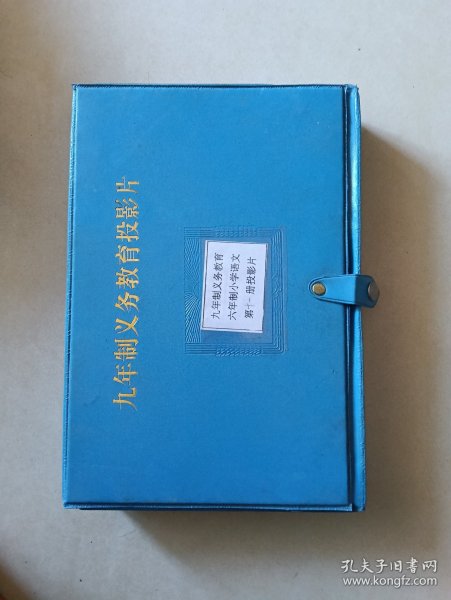 九年制义务教育投影片
九年制义务教育
六年制小学语文
第十一册投影片
孔夫子旧书网
www.kongfz.com